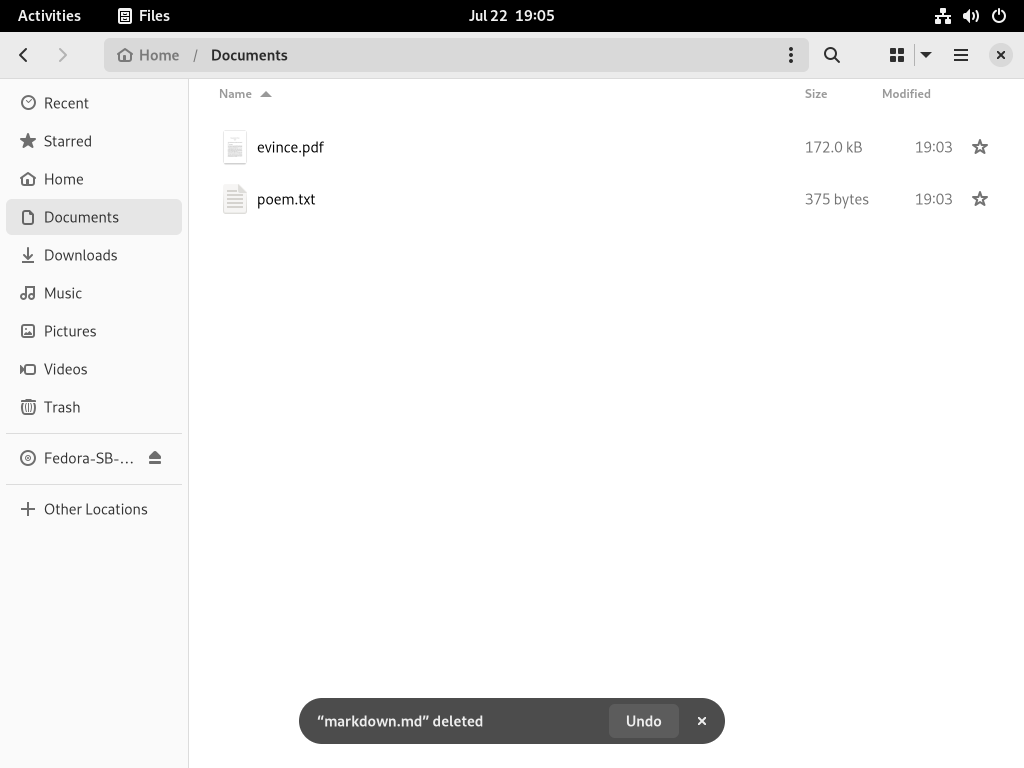 Activities Files Jul 22 19:05
Home / Documents
Name Size Modified
Recent
evince.pdf 172.0 kB 19:03
Starred
Home
poem.txt 375 bytes 19:03
Documents
Downloads
Music
Pictures
Videos
Trash
Fedora-SB-…
Other Locations
“markdown.md” deleted Undo